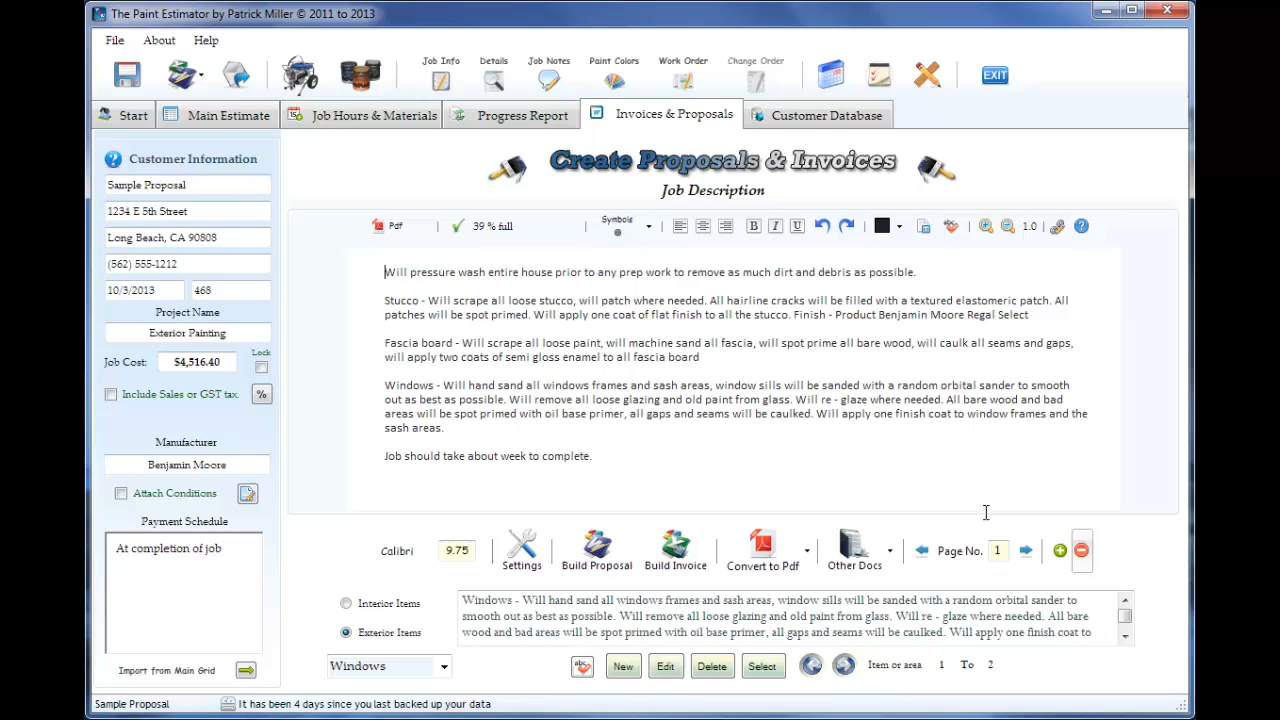 The Paint Estimator by Patrick Miller © 2011 to 2013
File About Help
Job Info Details Job Notes Paint Colors Work Order Change Order
EXIT
Start Main Estimate Job Hours & Materials Progress Report Invoices & Proposals Customer Database
Customer Information
Sample Proposal
1234 E 5th Street
Long Beach, CA 90808
(562) 555-1212
10/3/2013 468
Project Name
Exterior Painting
Job Cost: $4,516.40 Lock
Include Sales or GST tax. %
Manufacturer
Benjamin Moore
Attach Conditions
Payment Schedule
At completion of job
Import from Main Grid
Create Proposals & Invoices
Job Description
Pdf 39 % full Symbols B I U 1.0
Will pressure wash entire house prior to any prep work to remove as much dirt and debris as possible.
Stucco - Will scrape all loose stucco, will patch where needed. All hairline cracks will be filled with a textured elastomeric patch. All
patches will be spot primed. Will apply one coat of flat finish to all the stucco. Finish - Product Benjamin Moore Regal Select
Fascia board - Will scrape all loose paint, will machine sand all fascia, will spot prime all bare wood, will caulk all seams and gaps,
will apply two coats of semi gloss enamel to all fascia board
Windows - Will hand sand all windows frames and sash areas, window sills will be sanded with a random orbital sander to smooth
out as best as possible. Will remove all loose glazing and old paint from glass. Will re - glaze where needed. All bare wood and bad
areas will be spot primed with oil base primer, all gaps and seams will be caulked. Will apply one finish coat to window frames and the
sash areas.
Job should take about week to complete.
Calibri 9.75 Settings Build Proposal Build Invoice Convert to Pdf Other Docs Page No. 1
Interior Items
Exterior Items
Windows - Will hand sand all windows frames and sash areas, window sills will be sanded with a random orbital sander to
smooth out as best as possible. Will remove all loose glazing and old paint from glass. Will re - glaze where needed. All bare
wood and bad areas will be spot primed with oil base primer, all gaps and seams will be caulked. Will apply one finish coat to
Windows abc New Edit Delete Select Item or area 1 To 2
Sample Proposal It has been 4 days since you last backed up your data